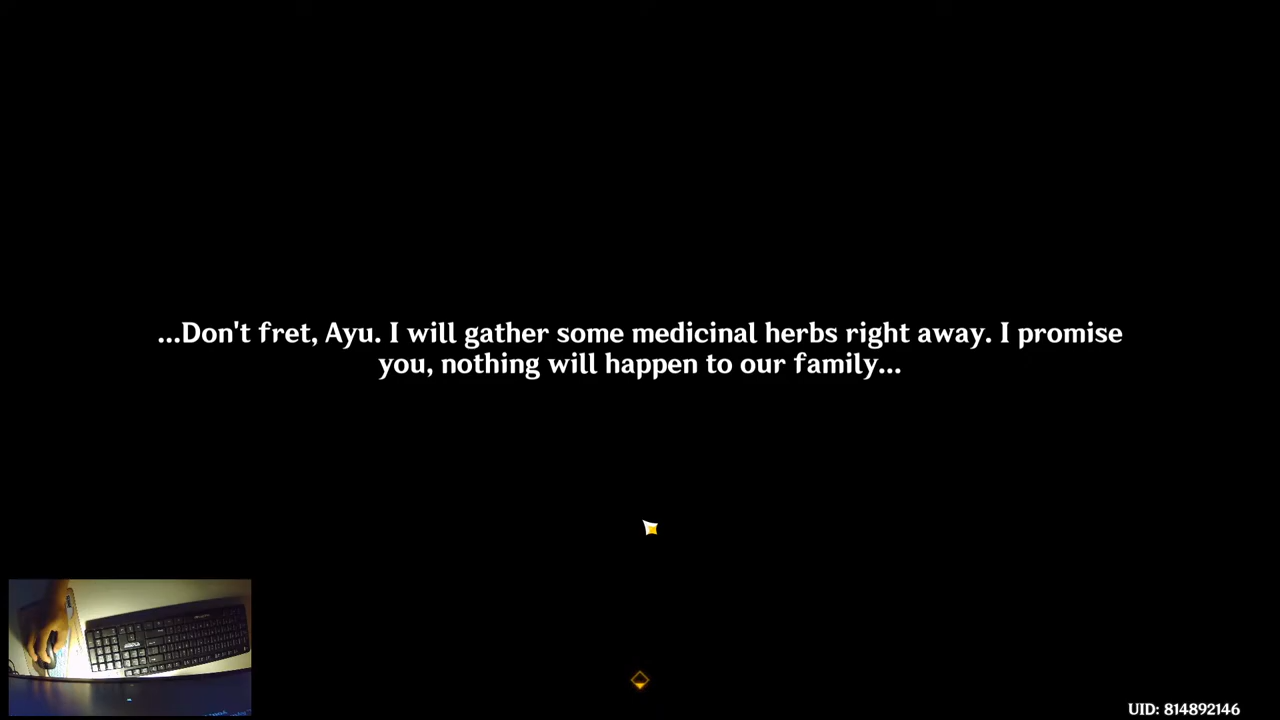 ...Don't fret, Ayu. I will gather some medicinal herbs right away. I promise
you, nothing will happen to our family...
UID: 814892146